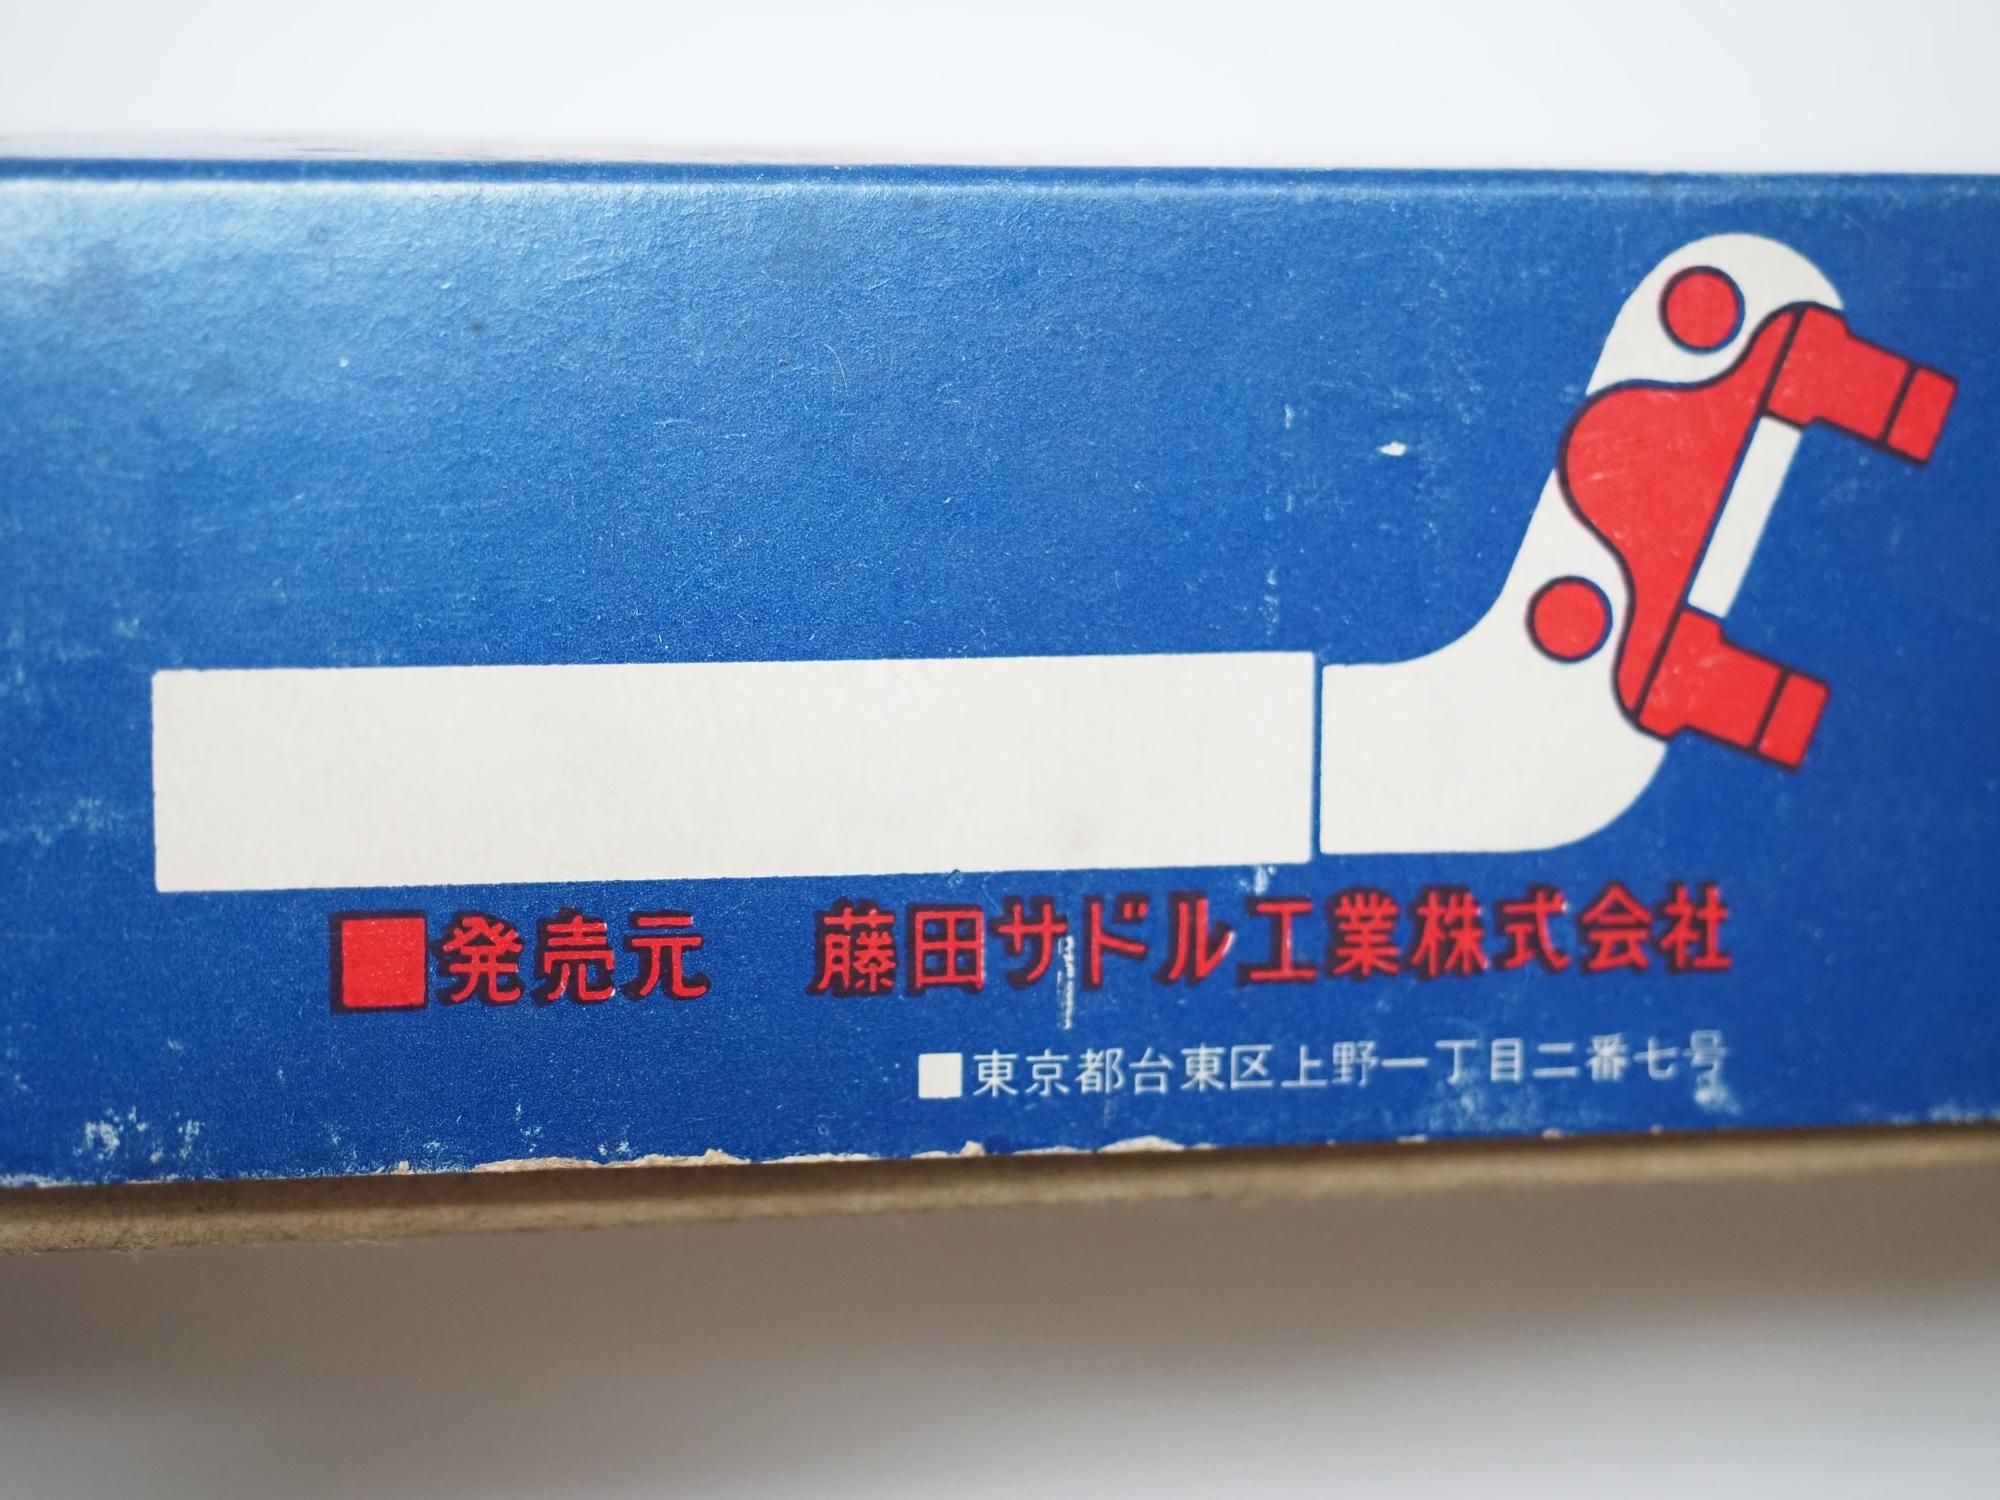 ■発売元　藤田サドル工業株式会社
■東京都台東区上野一丁目二番七号